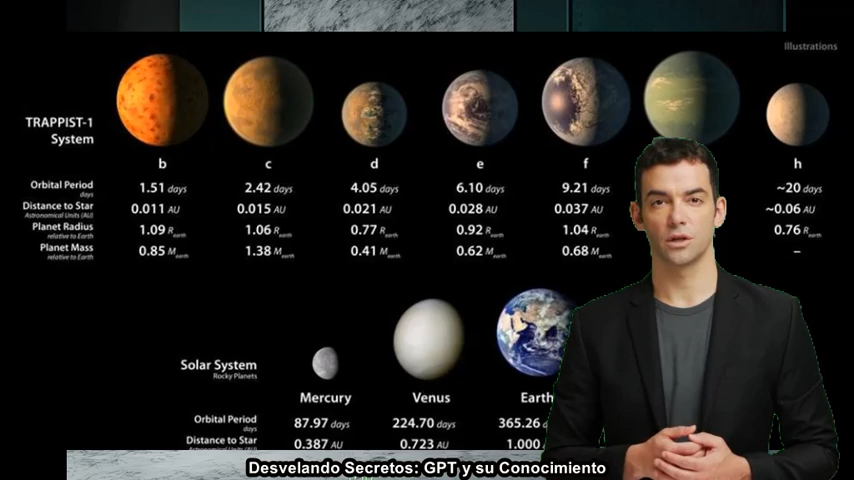 Illustrations
TRAPPIST-1
System
b c d e f h
Orbital Period 1.51 days 2.42 days 4.05 days 6.10 days 9.21 days ~20 days
days
Distance to Star 0.011 AU 0.015 AU 0.021 AU 0.028 AU 0.037 AU ~0.06 AU
Astronomical Units (AU)
Planet Radius 1.09 Rearth 1.06 Rearth 0.77 Rearth 0.92 Rearth 1.04 Rearth 0.76 Rearth
relative to Earth
Planet Mass 0.85 Mearth 1.38 Mearth 0.41 Mearth 0.62 Mearth 0.68 Mearth –
relative to Earth
Solar System
Rocky Planets
Mercury Venus Earth
Orbital Period 87.97 days 224.70 days 365.26
days
Distance to Star 0.387 AU 0.723 AU 1.000
Astronomical Units (AU)
Desvelando Secretos: GPT y su Conocimiento